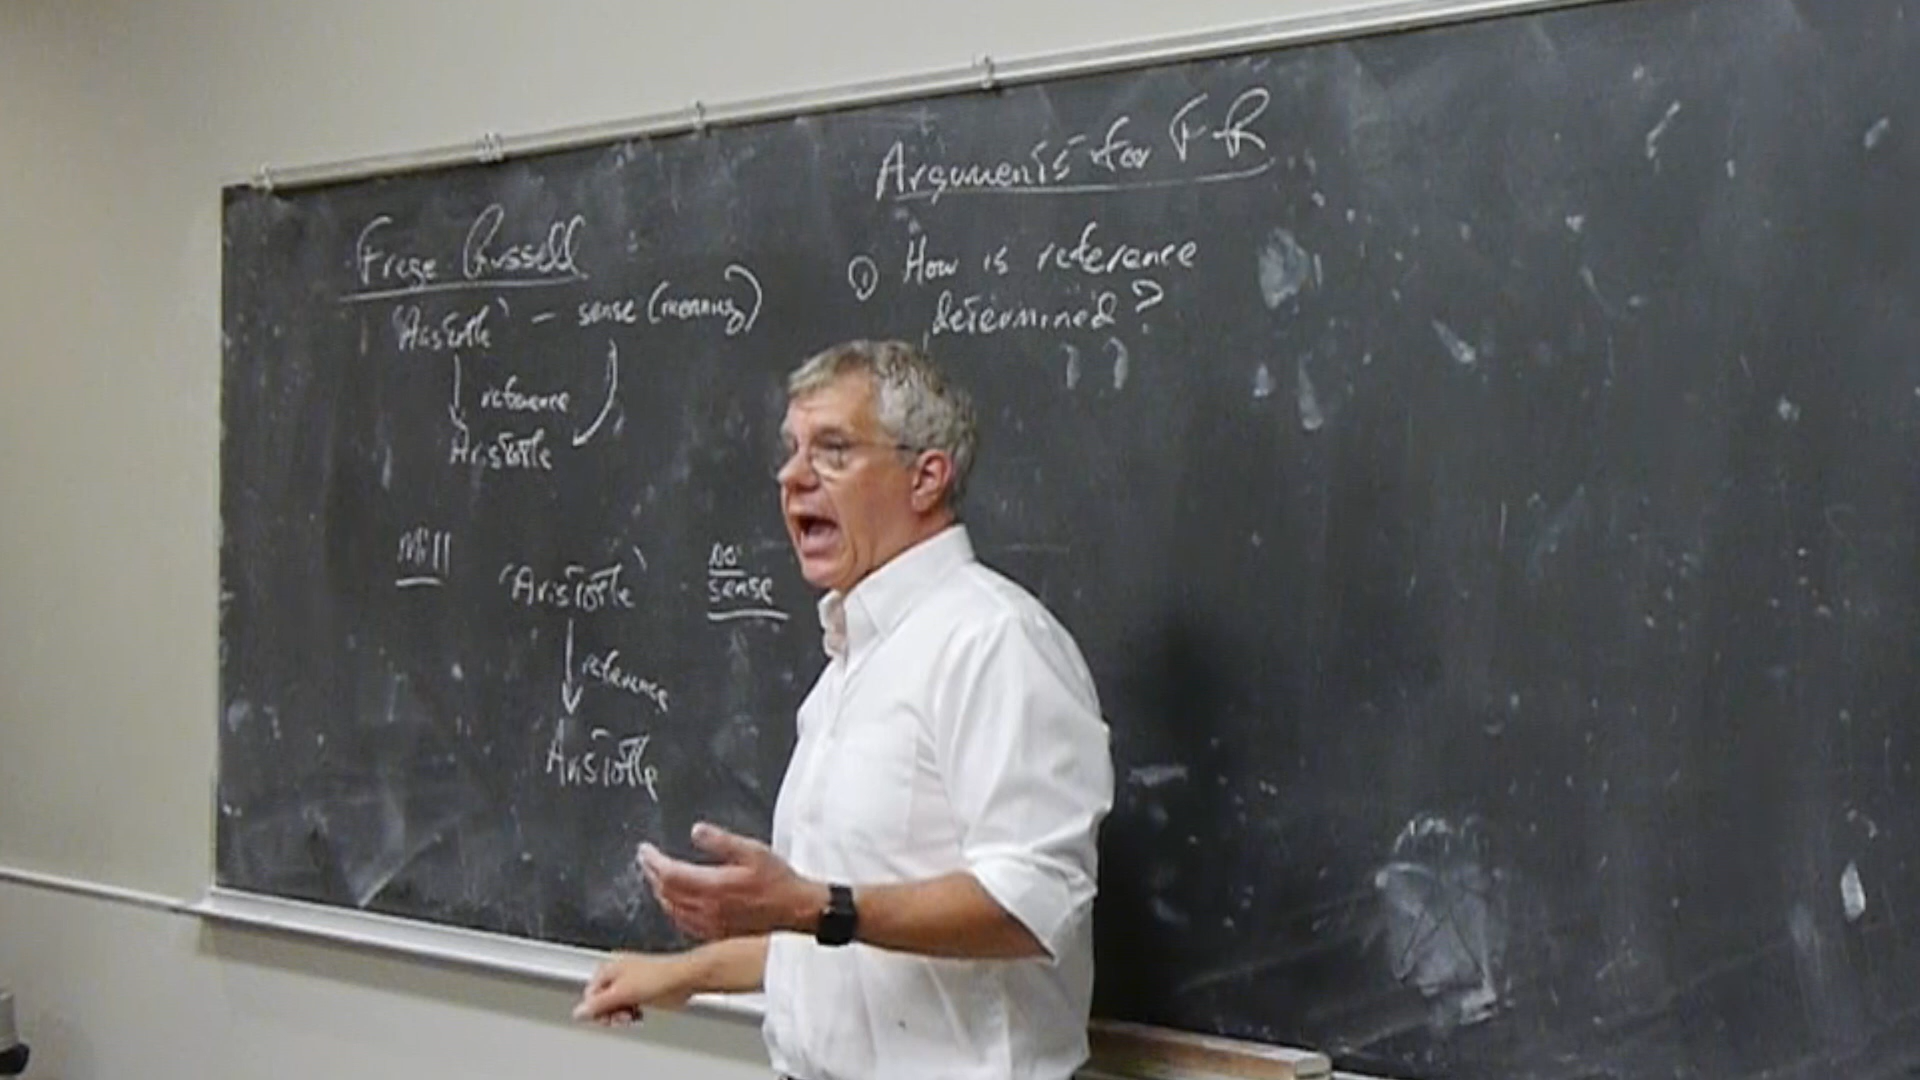 Frege Russell
'Aristotle' - sense (meaning)
reference
Aristotle
Mill
'Aristotle'
no
sense
reference
Aristotle
Arguments for F-R
① How is reference
determined?